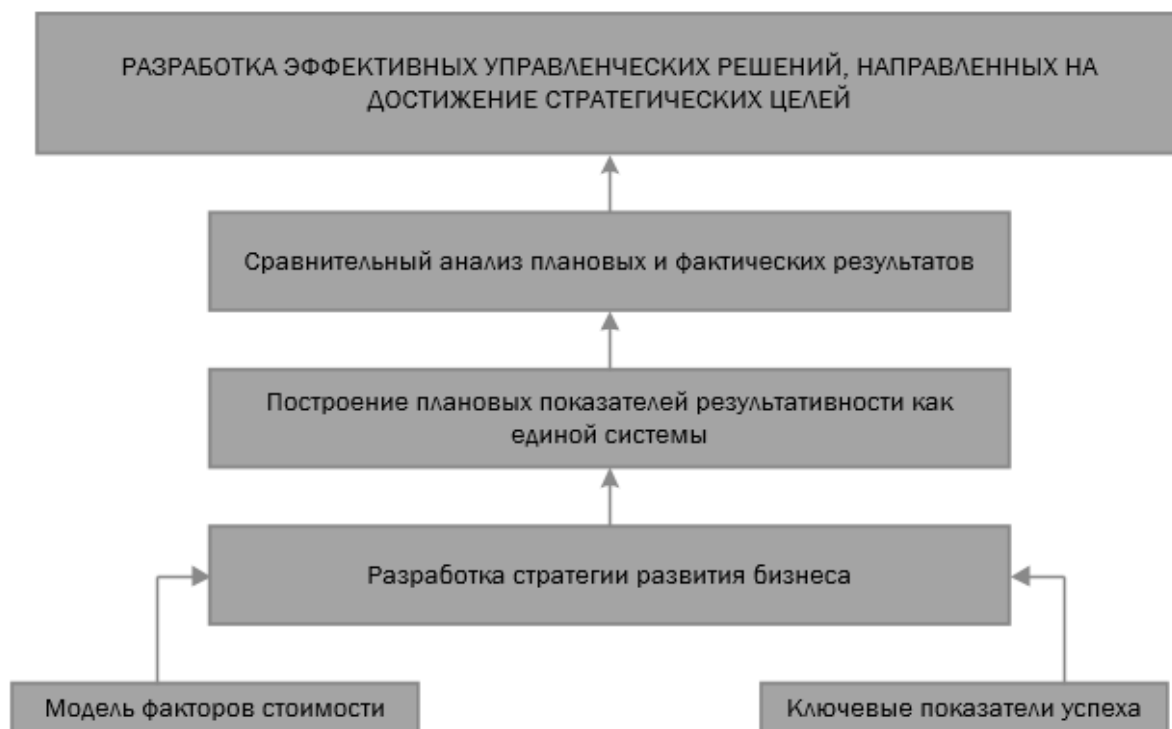 РАЗРАБОТКА ЭФФЕКТИВНЫХ УПРАВЛЕНЧЕСКИХ РЕШЕНИЙ, НАПРАВЛЕННЫХ НА
ДОСТИЖЕНИЕ СТРАТЕГИЧЕСКИХ ЦЕЛЕЙ
Сравнительный анализ плановых и фактических результатов
Построение плановых показателей результативности как
единой системы
Разработка стратегии развития бизнеса
Модель факторов стоимости
Ключевые показатели успеха